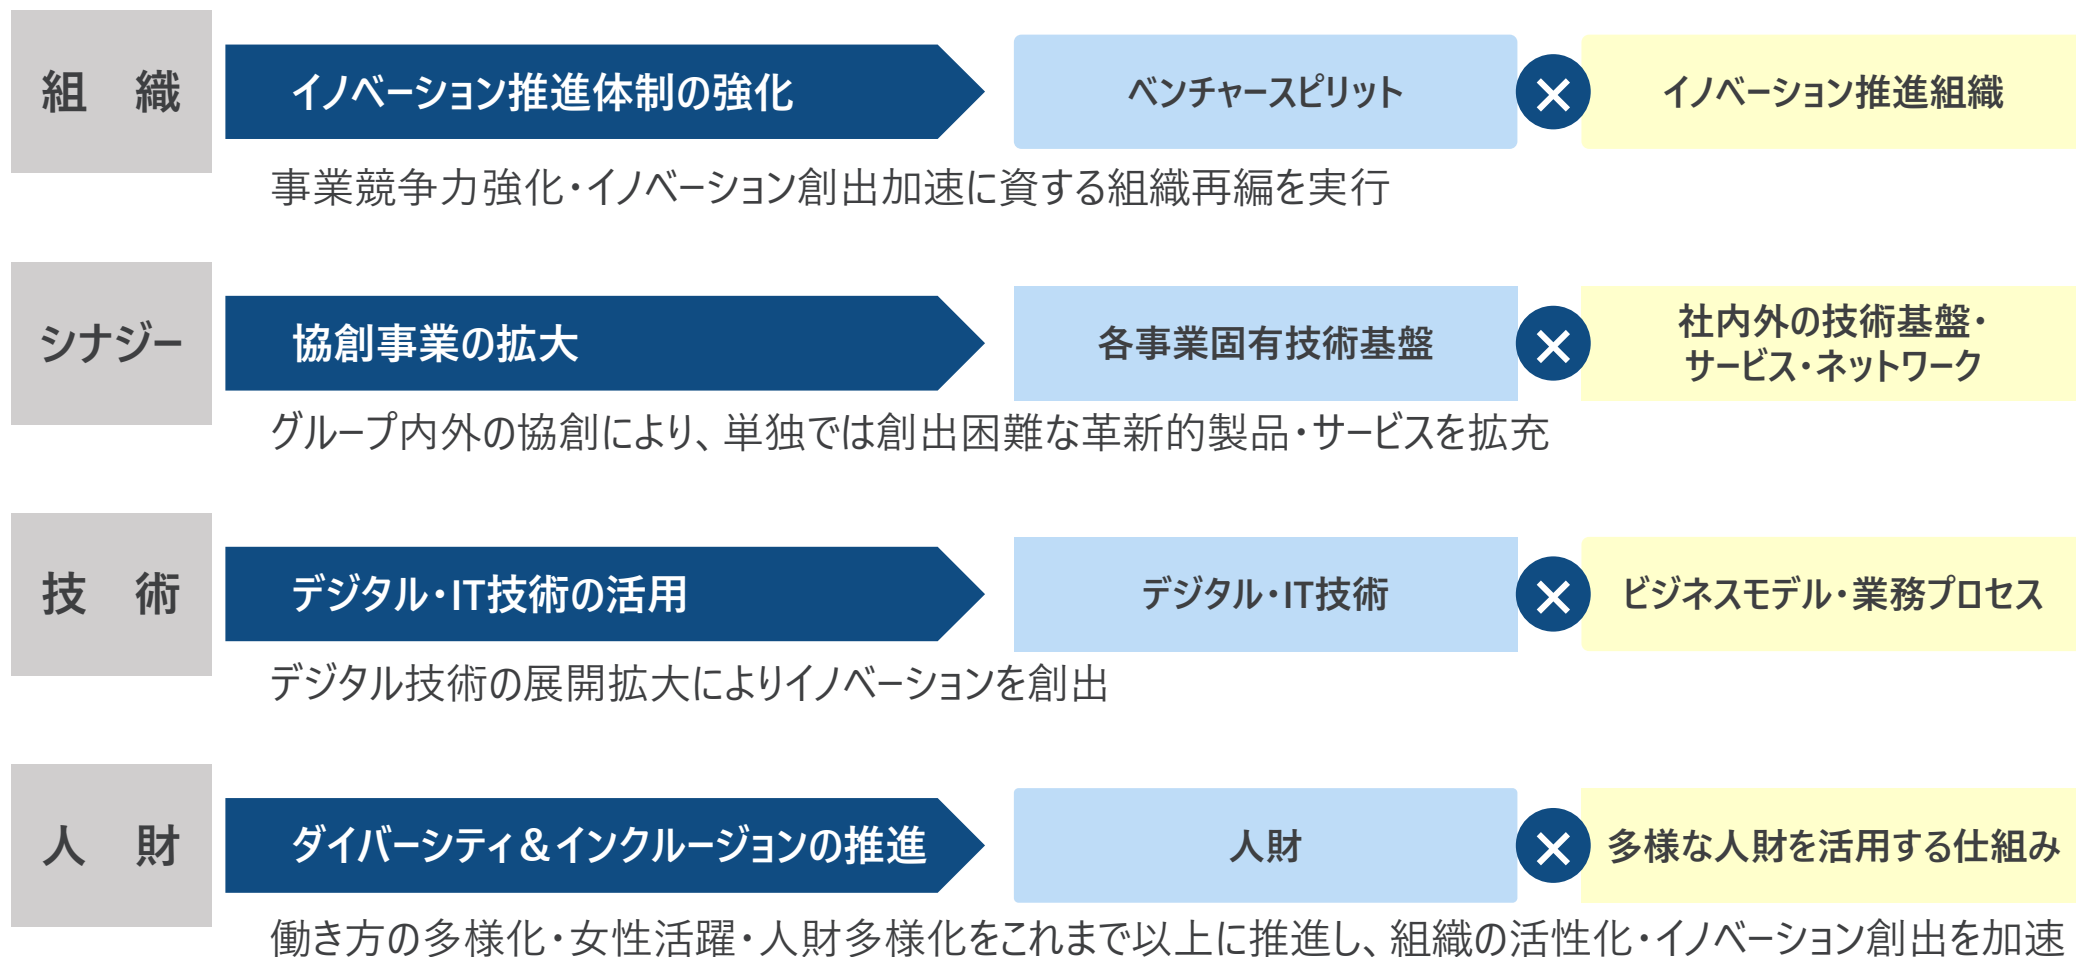 組　織
イノベーション推進体制の強化
ベンチャースピリット
×
イノベーション推進組織
事業競争力強化・イノベーション創出加速に資する組織再編を実行
シナジー
協創事業の拡大
各事業固有技術基盤
×
社内外の技術基盤・
サービス・ネットワーク
グループ内外の協創により、単独では創出困難な革新的製品・サービスを拡充
技　術
デジタル・IT技術の活用
デジタル・IT技術
×
ビジネスモデル・業務プロセス
デジタル技術の展開拡大によりイノベーションを創出
人　財
ダイバーシティ＆インクルージョンの推進
人財
×
多様な人財を活用する仕組み
働き方の多様化・女性活躍・人財多様化をこれまで以上に推進し、組織の活性化・イノベーション創出を加速